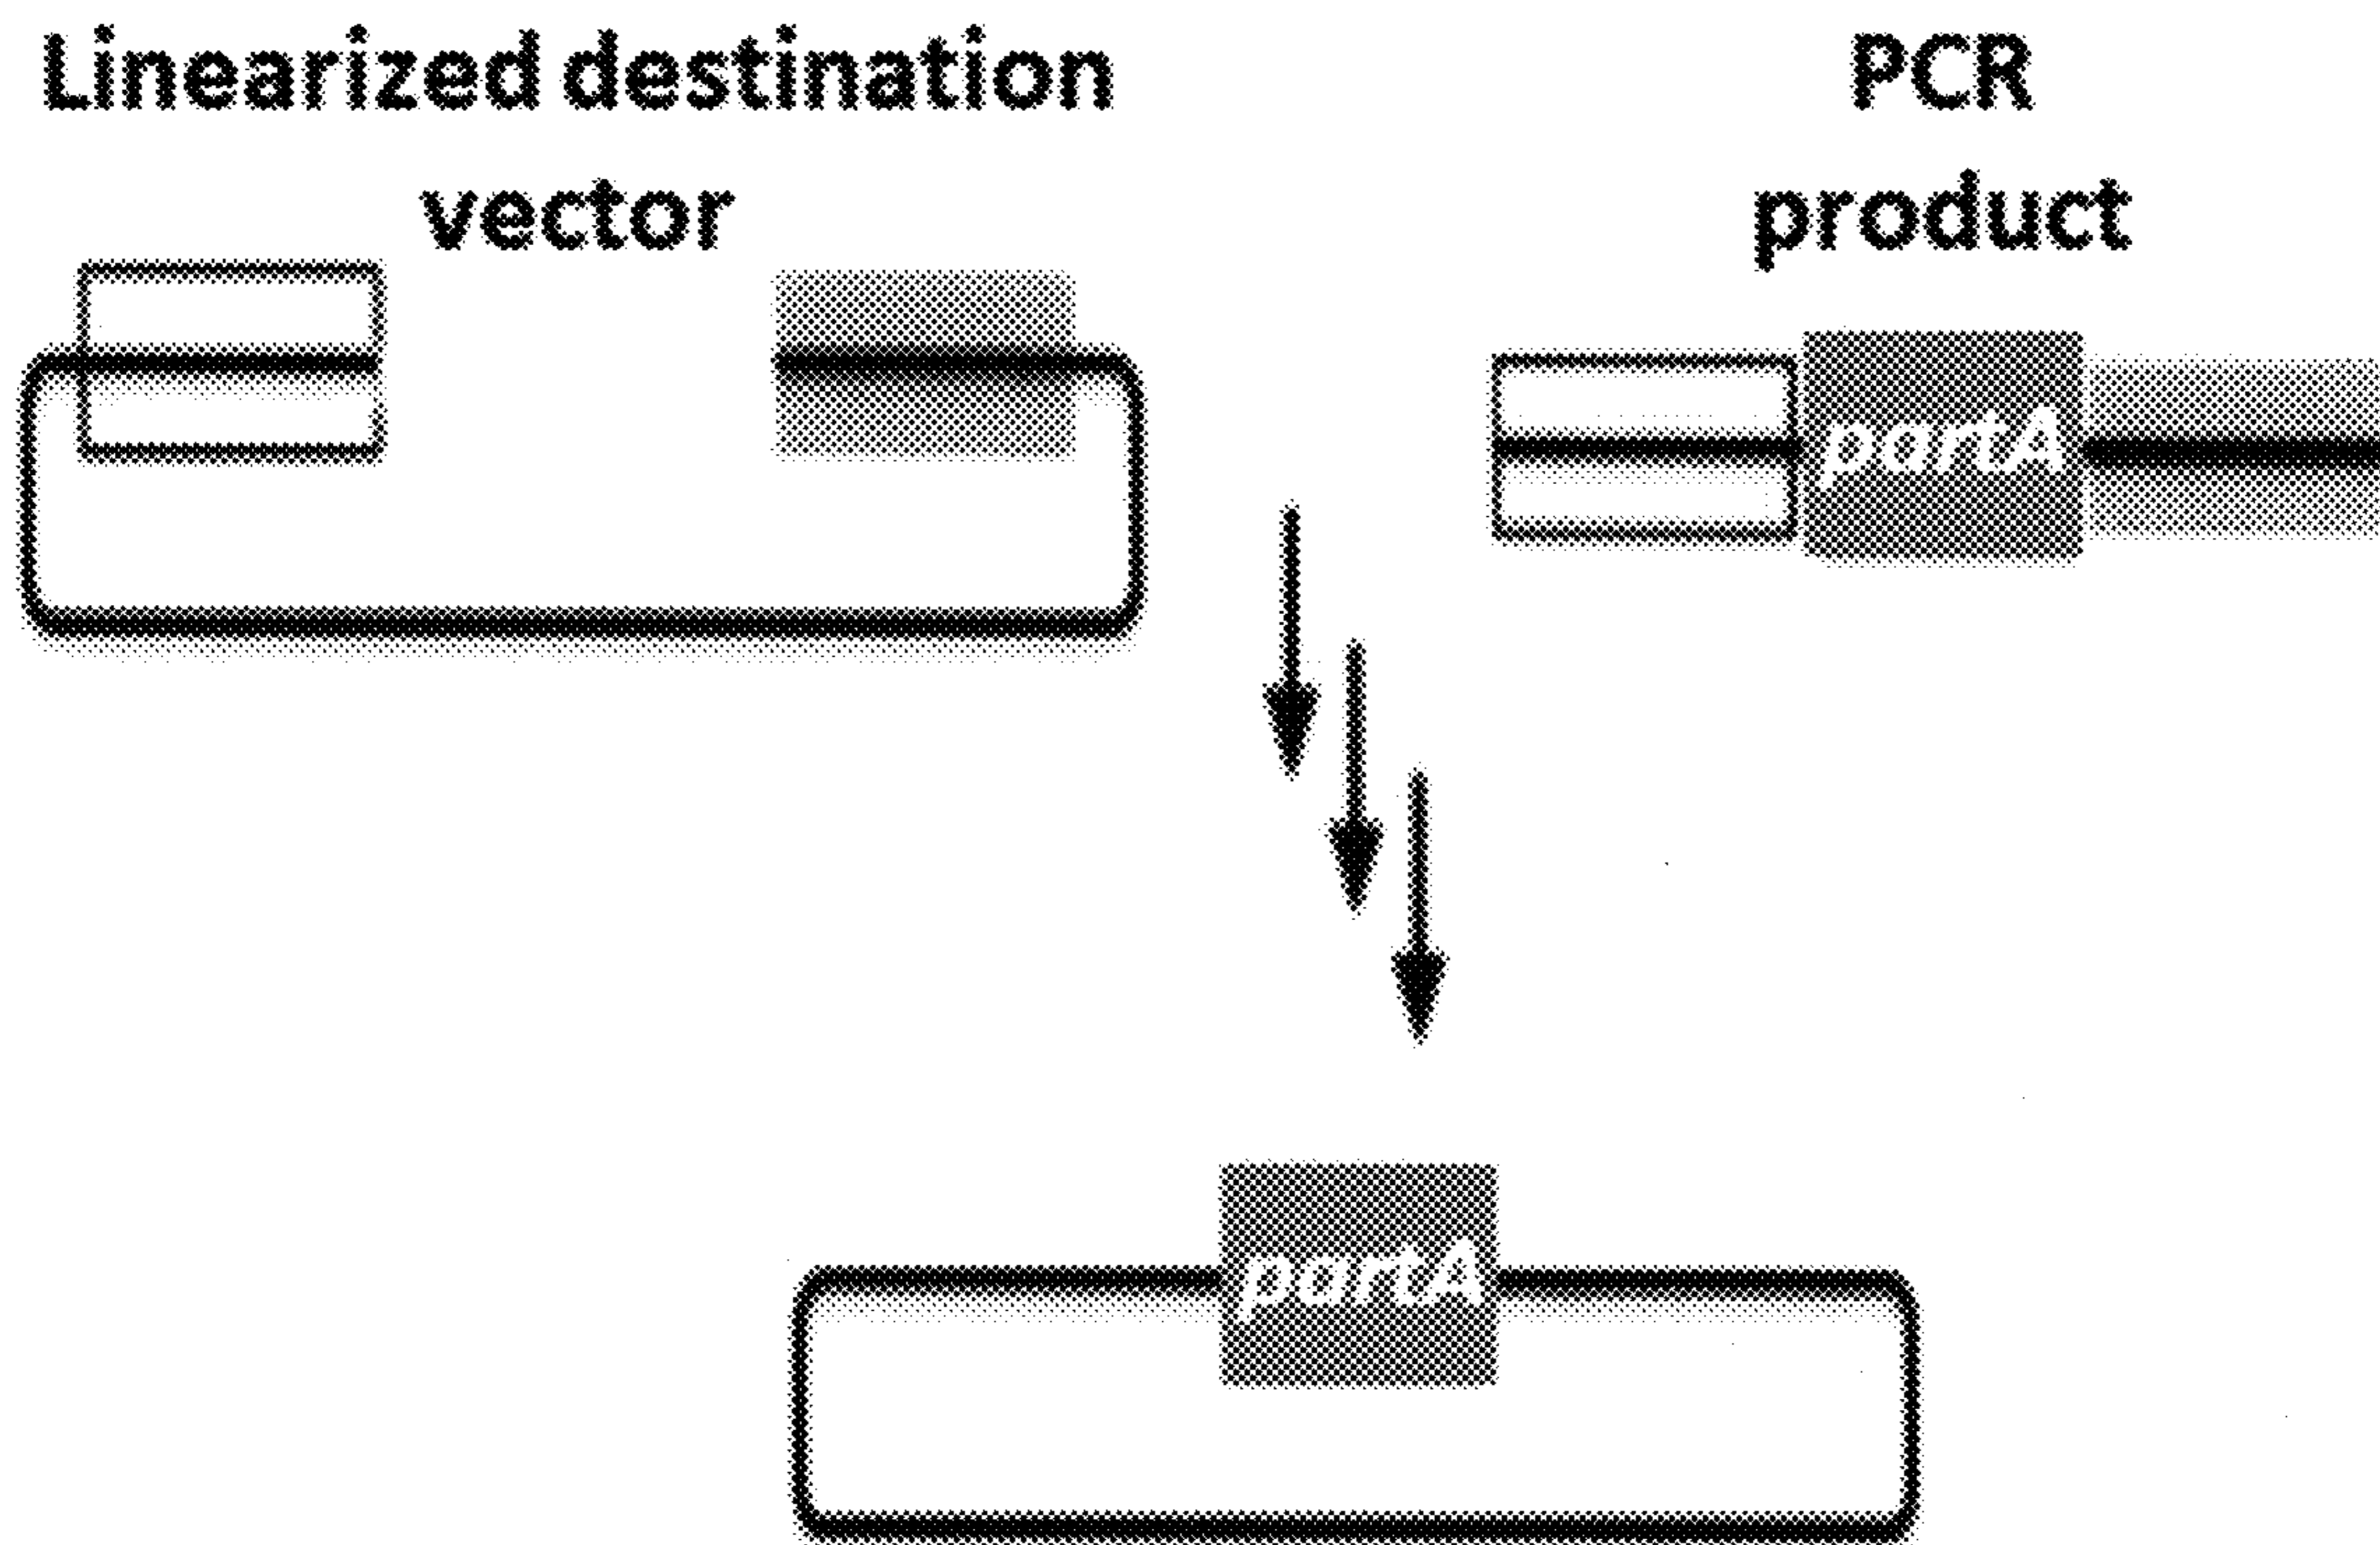 Linearized destination
vector
PCR
product
partA
partA